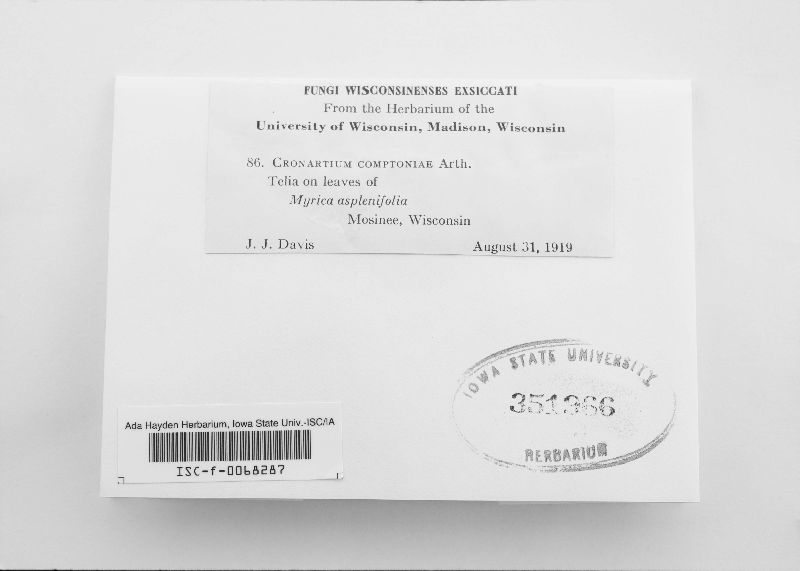 FUNGI WISCONSINENSES EXSICCATI
From the Herbarium of the
University of Wisconsin, Madison, Wisconsin
86. CRONARTIUM COMPTONIAE Arth.
Telia on leaves of
Myrica asplenifolia
Mosinee, Wisconsin
J. J. Davis August 31, 1919
IOWA STATE UNIVERSITY
351366
HERBARIUM
Ada Hayden Herbarium, Iowa State Univ.-ISC/IA
ISC-f-0068287